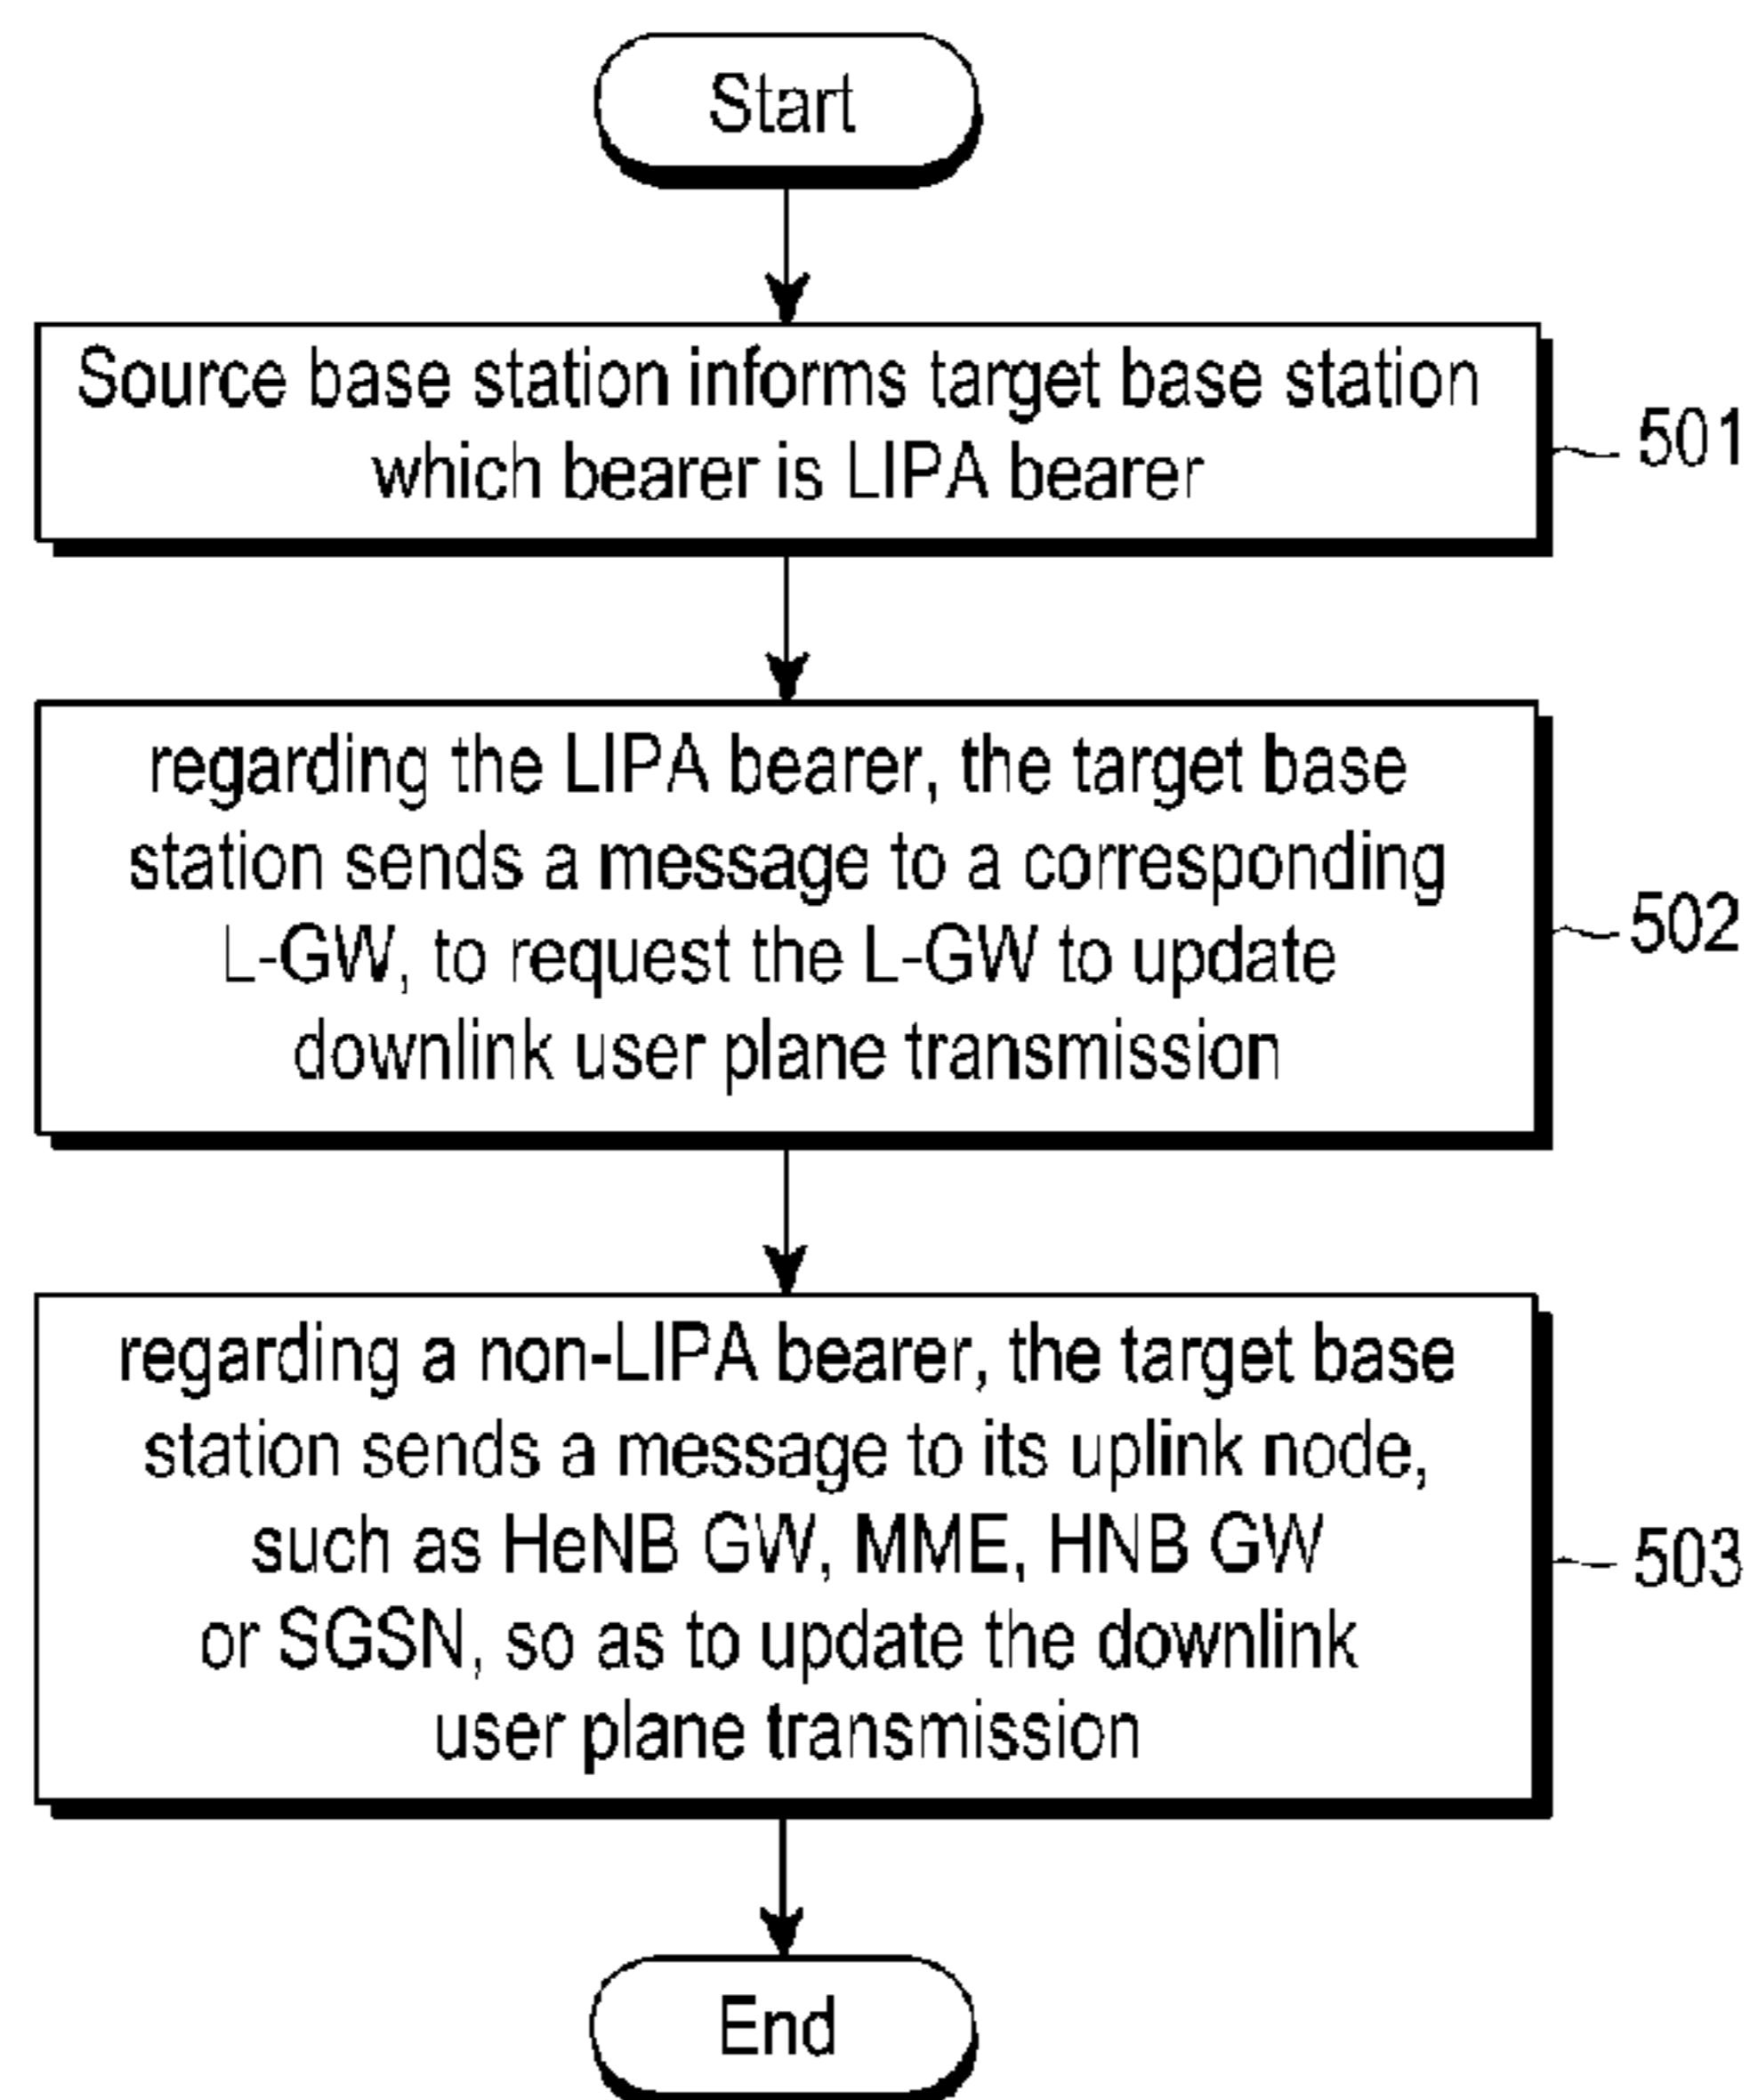 Start
Source base station informs target base station
which bearer is LIPA bearer
501
regarding the LIPA bearer, the target base
station sends a message to a corresponding
L-GW, to request the L-GW to update
downlink user plane transmission
502
regarding a non-LIPA bearer, the target base
station sends a message to its uplink node,
such as HeNB GW, MME, HNB GW
or SGSN, so as to update the downlink
user plane transmission
503
End